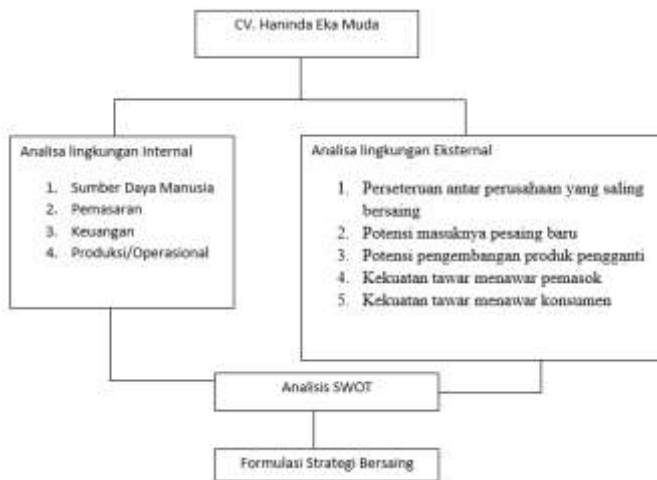 CV. Haninda Eka Muda
Analisa lingkungan Internal
1. Sumber Daya Manusia
2. Pemasaran
3. Keuangan
4. Produksi/Operasional
Analisa lingkungan Eksternal
1. Perseteruan antar perusahaan yang saling
bersaing
2. Potensi masuknya pesaing baru
3. Potensi pengembangan produk pengganti
4. Kekuatan tawar menawar pemasok
5. Kekuatan tawar menawar konsumen
Analisis SWOT
Formulasi Strategi Bersaing